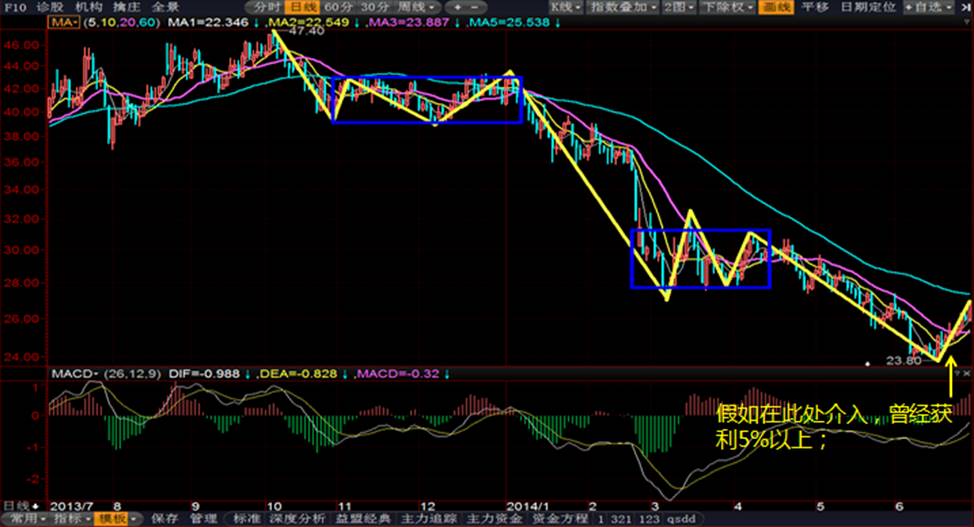 F10 诊股 机构 擒庄 全景 分时 日线 60分 30分 周线 + - K线 指数叠加 2图 下除权 画线 平移 日期定位 +自选
MA (5,10,20,60) MA1=22.346 ↓ ,MA2=22.549 ↓ ,MA3=23.887 ↓ ,MA5=25.538 ↓
47.40
46.00
44.00
42.00
40.00
38.00
36.00
34.00
32.00
30.00
28.00
26.00
24.00
23.80
MACD (26,12,9) DIF=-0.988 ↓ ,DEA=-0.828 ↓ ,MACD=-0.32 ↓
1
0
-1
-2
假如在此处介入，曾经获
利5%以上；
日线 2013/7 8 9 10 11 12 2014/1 2 3 4 5 6
常用 指标 模板 保存 管理 标准 深度分析 益盟经典 主力追踪 主力资金 资金方程 1 321 123 qsdd